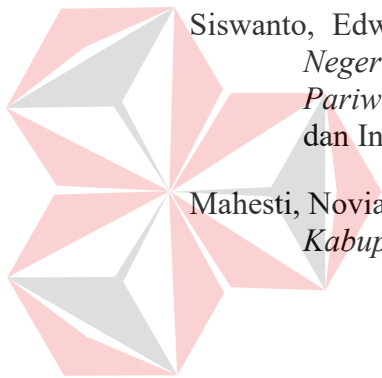 Siswanto, Edw
Neger
Pariw
dan In
Mahesti, Novia
Kabup